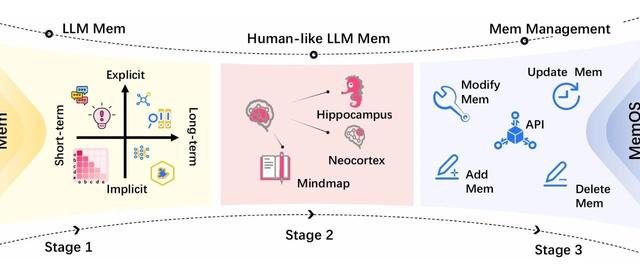 LLM Mem
Human-like LLM Mem
Mem Management
Mem
Explicit
Short-term
Long-term
Implicit
a b c d e
Hippocampus
Neocortex
Mindmap
Modify
Mem
Update Mem
API
Add
Mem
Delete
Mem
MemOS
Stage 1
Stage 2
Stage 3